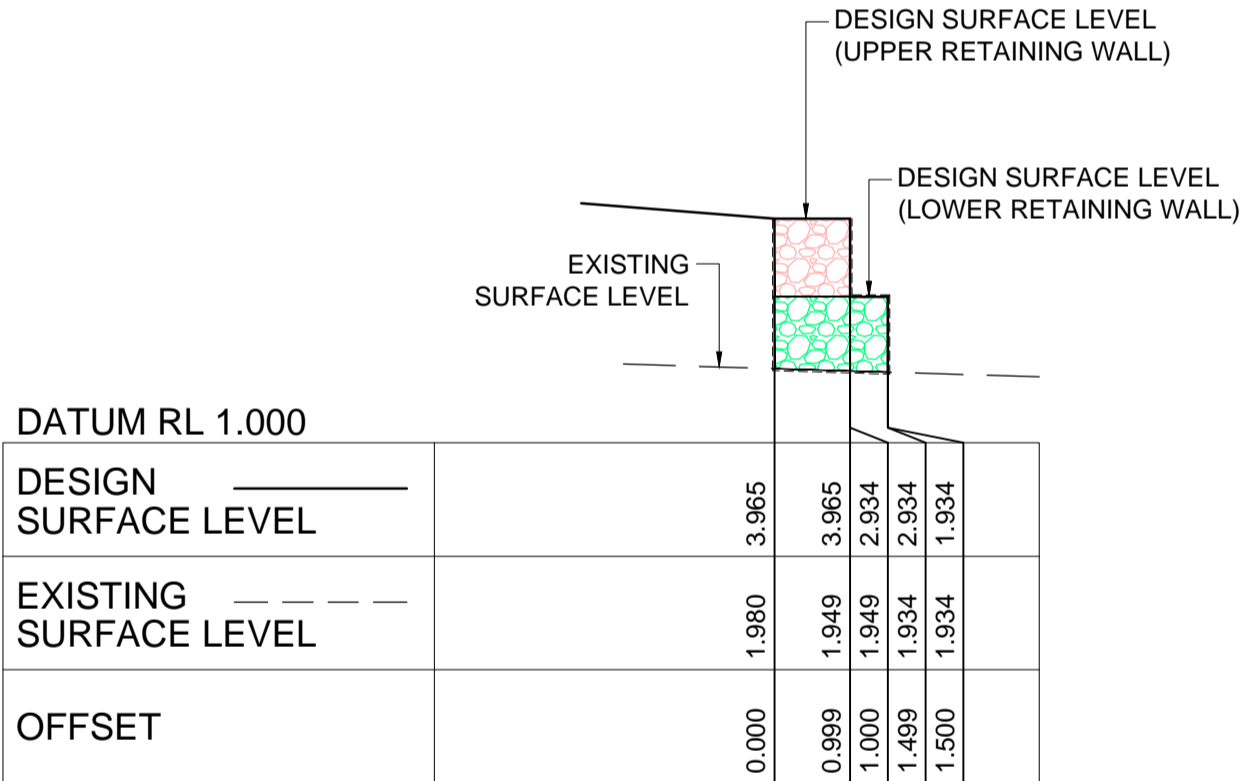 DESIGN SURFACE LEVEL
(UPPER RETAINING WALL)
DESIGN SURFACE LEVEL
(LOWER RETAINING WALL)
EXISTING
SURFACE LEVEL
DATUM RL 1.000
DESIGN
SURFACE LEVEL
3.965 3.965 2.934 2.934 1.934
EXISTING
SURFACE LEVEL
1.980 1.949 1.949 1.934 1.934
OFFSET
0.000 0.999 1.000 1.499 1.500